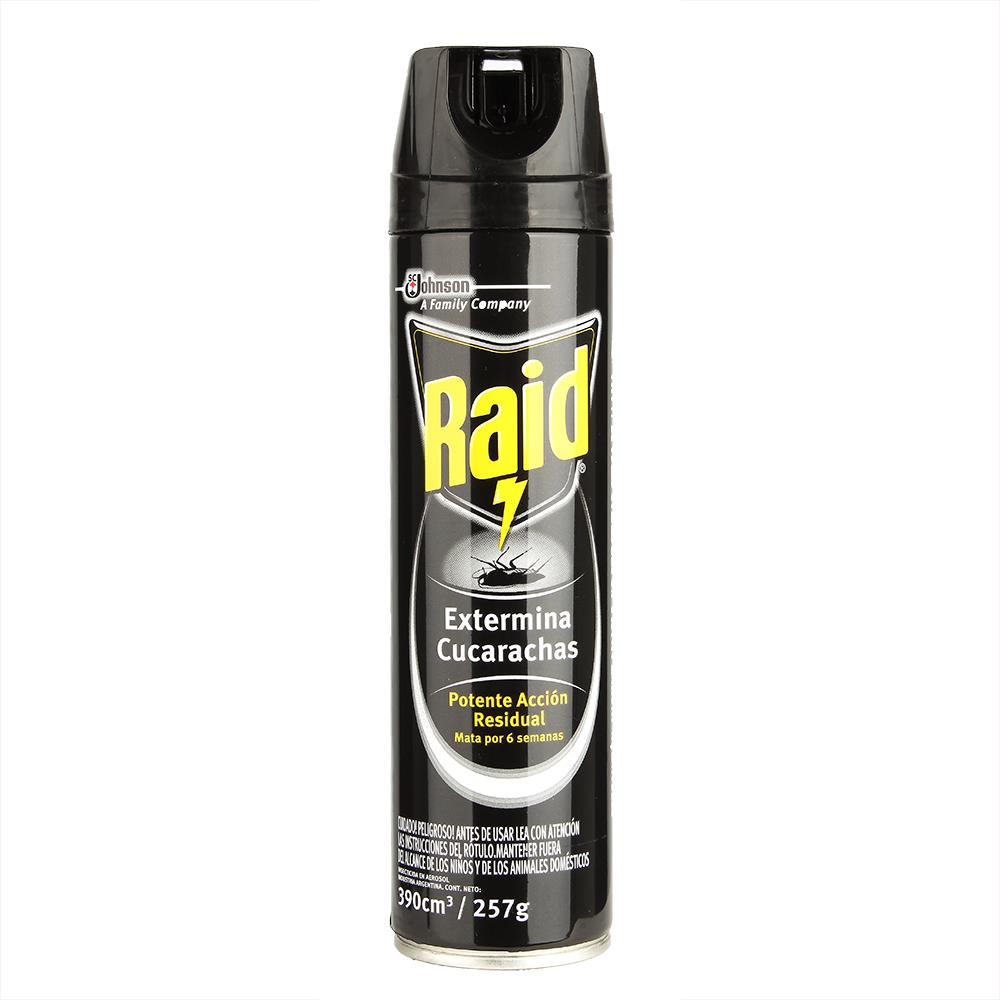 SC Johnson
A Family Company
Raid®
Extermina
Cucarachas
Potente Acción
Residual
Mata por 6 semanas
CUIDADO! PELIGROSO! ANTES DE USAR LEA CON ATENCIÓN
LAS INSTRUCCIONES DEL RÓTULO.MANTENER FUERA
DEL ALCANCE DE LOS NIÑOS Y DE LOS ANIMALES DOMÉSTICOS
INSECTICIDA EN AEROSOL
INDUSTRIA ARGENTINA. CONT. NETO:
390cm³ / 257g